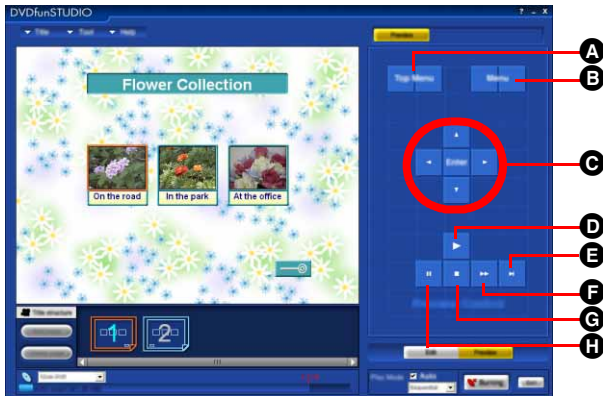 DVDfunSTUDIO
Title Tool Help
Preview
Top Menu
Menu
Flower Collection
On the road
In the park
At the office
Enter
A
B
C
D
E
F
G
H
Title structure
1
2
Edit
Preview
Play Mode
Auto
Sequential
Burning